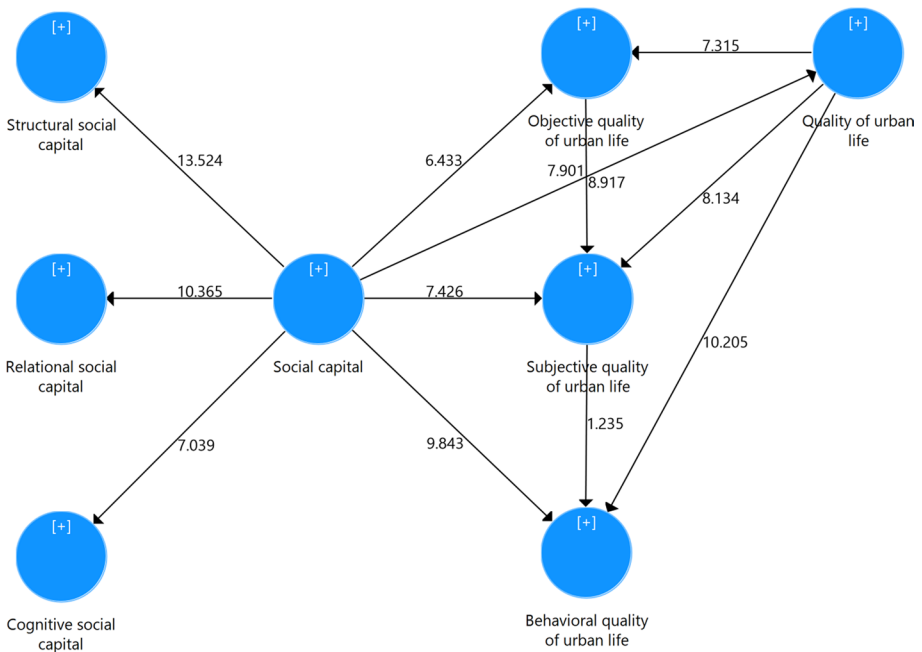 [+]
[+]
[+]
7.315
Structural social
capital
Objective quality
of urban life
Quality of urban
life
13.524
6.433
7.901
8.917
8.134
[+]
[+]
[+]
10.365
7.426
Relational social
capital
Social capital
Subjective quality
of urban life
10.205
7.039
9.843
1.235
[+]
[+]
Cognitive social
capital
Behavioral quality
of urban life